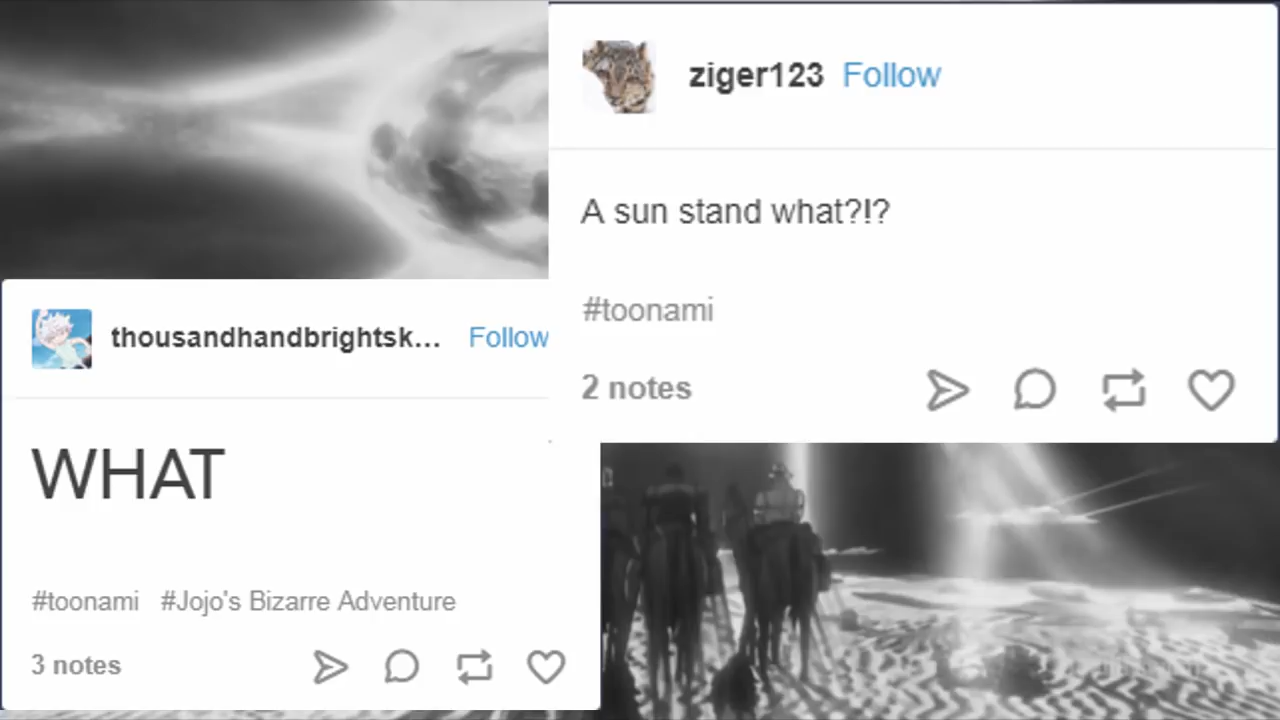 ziger123 Follow
A sun stand what?!?
#toonami
2 notes
thousandhandbrightsk... Follow
WHAT
#toonami #Jojo's Bizarre Adventure
3 notes